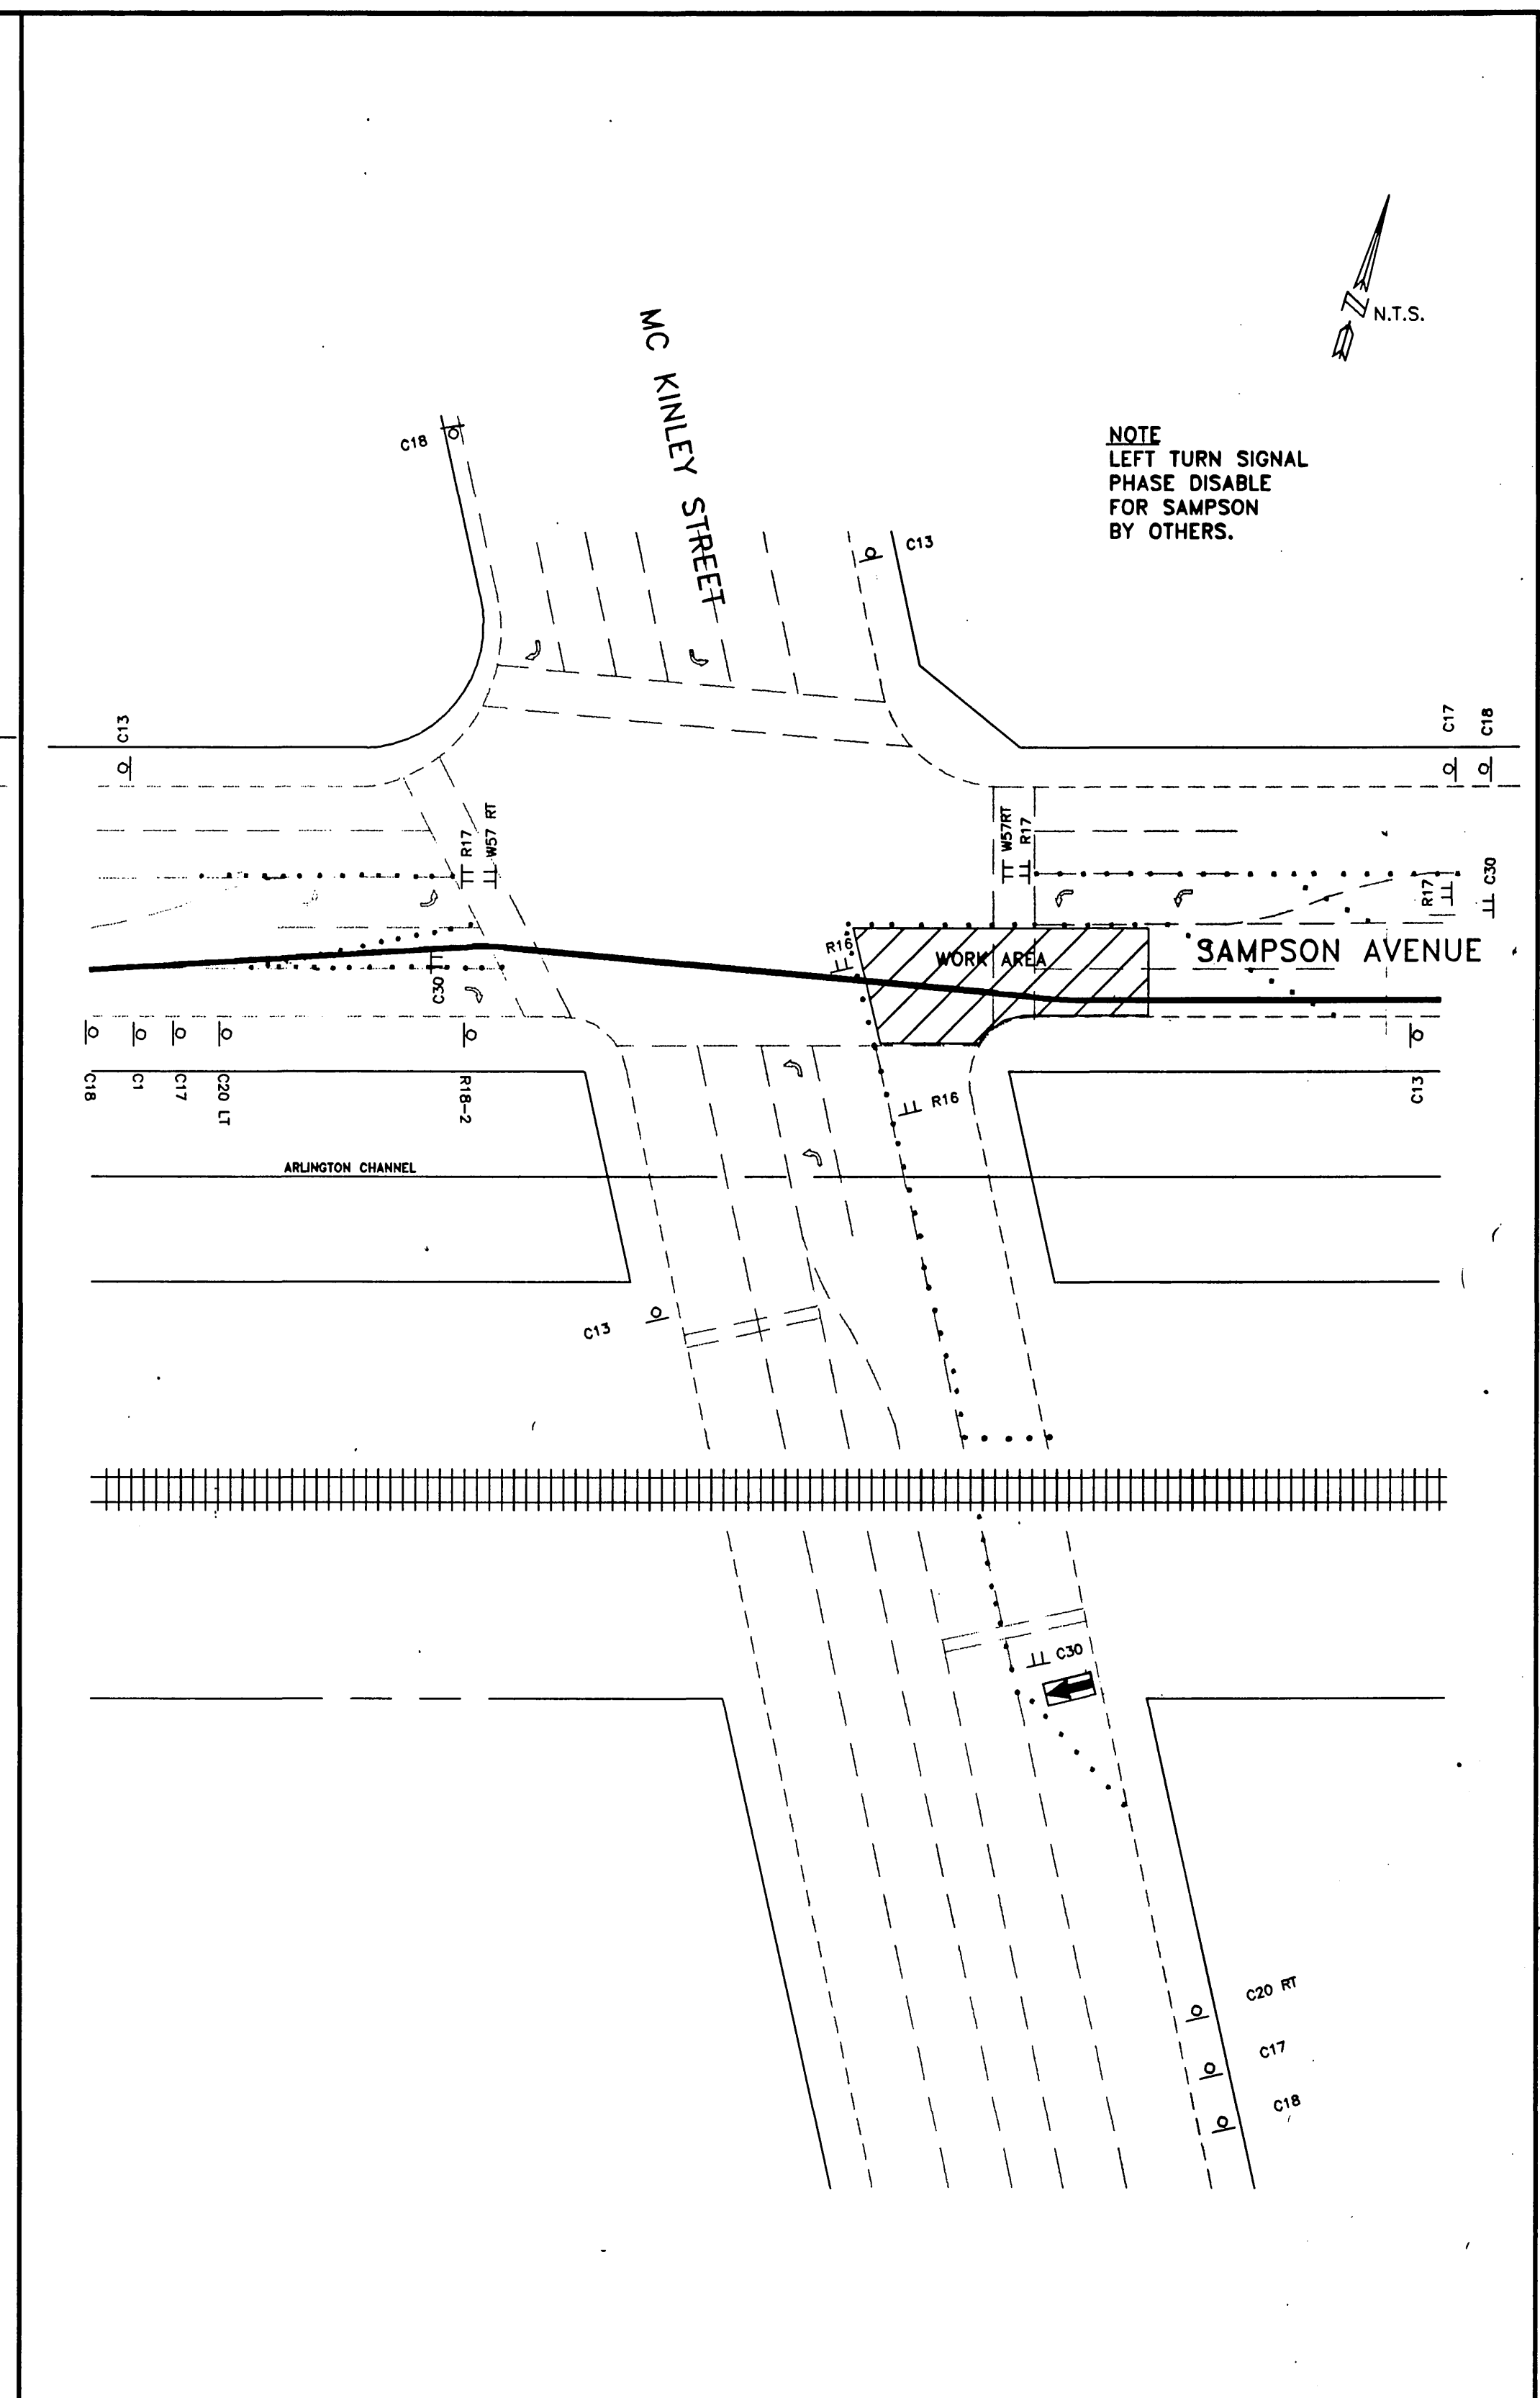 N.T.S.
MC KINLEY STREET
NOTE
LEFT TURN SIGNAL
PHASE DISABLE
FOR SAMPSON
BY OTHERS.
C18
C13
C13
C17
C18
R17
W57 RT
W57RT
R17
R17
C30
R16
WORK AREA
SAMPSON AVENUE
C30
C18
C1
C17
C20 LT
R18-2
R16
C13
ARLINGTON CHANNEL
C13
C30
C20 RT
C17
C18